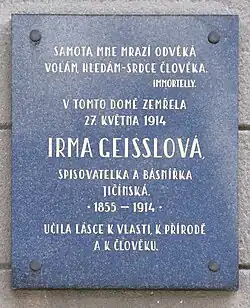 SAMOTA MNE MRAZÍ ODVĚKÁ
VOLÁM, HLEDÁM-SRDCE ČLOVĚKA.
IMMORTELLY.
V TOMTO DOMĚ ZEMŘELA
27. KVĚTNA 1914
IRMA GEISSLOVÁ,
SPISOVATELKA A BÁSNÍŘKA
JIČÍNSKÁ.
· 1855 – 1914 ·
UČILA LÁSCE K VLASTI, K PŘÍRODĚ
A K ČLOVĚKU.